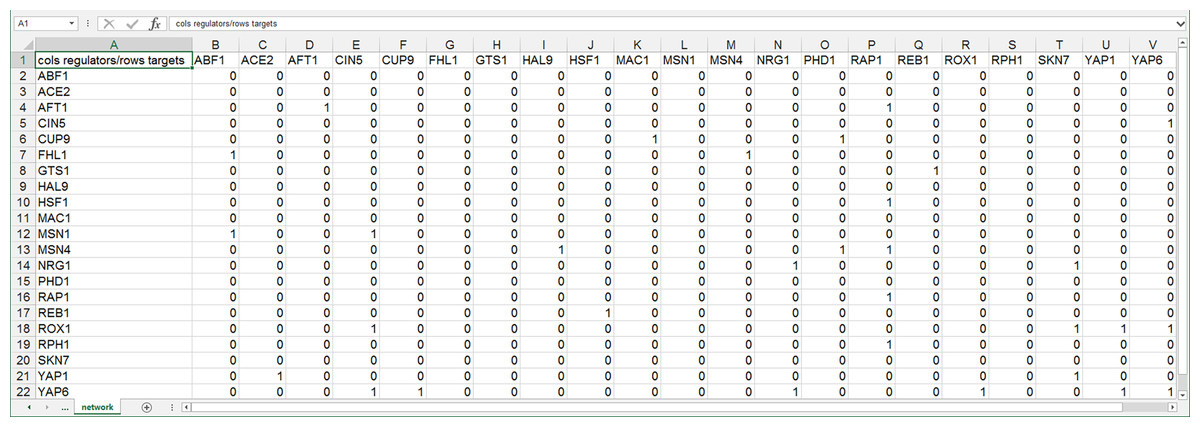 A1 fx cols regulators/rows targets
A B C D E F G H I J K L M N O P Q R S T U V
1 cols regulators/rows targets ABF1 ACE2 AFT1 CIN5 CUP9 FHL1 GTS1 HAL9 HSF1 MAC1 MSN1 MSN4 NRG1 PHD1 RAP1 REB1 ROX1 RPH1 SKN7 YAP1 YAP6
2 ABF1 0 0 0 0 0 0 0 0 0 0 0 0 0 0 0 0 0 0 0 0 0
3 ACE2 0 0 0 0 0 0 0 0 0 0 0 0 0 0 0 0 0 0 0 0 0
4 AFT1 0 0 1 0 0 0 0 0 0 0 0 0 0 0 1 0 0 0 0 0 0
5 CIN5 0 0 0 0 0 0 0 0 0 0 0 0 0 0 0 0 0 0 0 0 1
6 CUP9 0 0 0 0 0 0 0 0 0 1 0 0 0 1 0 0 0 0 0 0 0
7 FHL1 1 0 0 0 0 0 0 0 0 0 0 1 0 0 0 0 0 0 0 0 0
8 GTS1 0 0 0 0 0 0 0 0 0 0 0 0 0 0 0 1 0 0 0 0 0
9 HAL9 0 0 0 0 0 0 0 0 0 0 0 0 0 0 0 0 0 0 0 0 0
10 HSF1 0 0 0 0 0 0 0 0 0 0 0 0 0 0 1 0 0 0 0 0 0
11 MAC1 0 0 0 0 0 0 0 0 0 0 0 0 0 0 0 0 0 0 0 0 0
12 MSN1 1 0 0 1 0 0 0 0 0 0 0 0 0 0 0 0 0 0 0 0 0
13 MSN4 0 0 0 0 0 0 0 1 0 0 0 0 0 1 1 0 0 0 0 0 0
14 NRG1 0 0 0 0 0 0 0 0 0 0 0 0 1 0 0 0 0 0 1 0 0
15 PHD1 0 0 0 0 0 0 0 0 0 0 0 0 0 0 0 0 0 0 0 0 0
16 RAP1 0 0 0 0 0 0 0 0 0 0 0 0 0 0 1 0 0 0 0 0 0
17 REB1 0 0 0 0 0 0 0 0 1 0 0 0 0 0 0 0 0 0 0 0 0
18 ROX1 0 0 0 1 0 0 0 0 0 0 0 0 0 0 0 0 0 0 1 1 1
19 RPH1 0 0 0 0 0 0 0 0 0 0 0 0 0 0 1 0 0 0 0 0 0
20 SKN7 0 0 0 0 0 0 0 0 0 0 0 0 0 0 0 0 0 0 0 0 0
21 YAP1 0 1 0 0 0 0 0 0 0 0 0 0 0 0 0 0 0 0 1 0 0
22 YAP6 0 0 0 1 1 0 0 0 0 0 0 0 1 0 0 0 1 0 0 1 1
... network